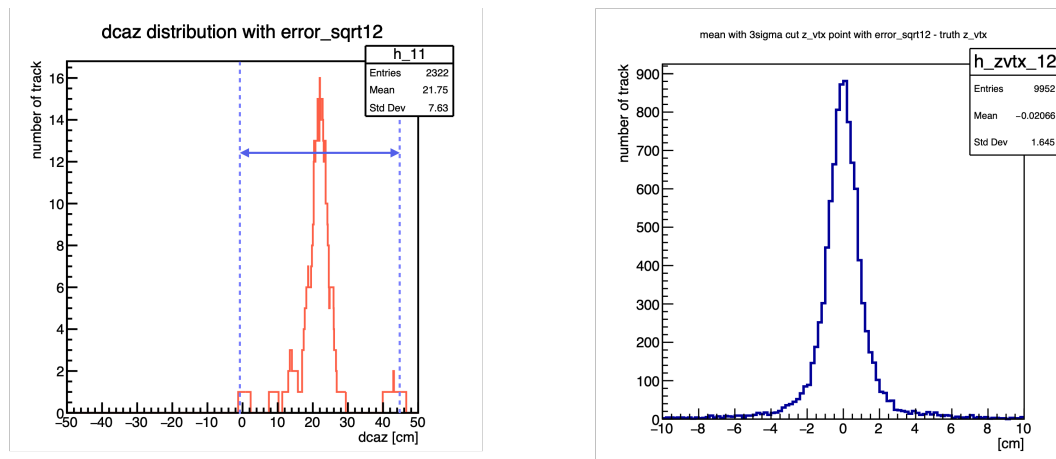 dcaz distribution with error_sqrt12
h_11
Entries 2322
Mean 21.75
Std Dev 7.63
number of track
16
14
12
10
8
6
4
2
0
−50 −40 −30 −20 −10 0 10 20 30 40 50
dcaz [cm]
mean with 3sigma cut z_vtx point with error_sqrt12 - truth z_vtx
h_zvtx_12
Entries 9952
Mean −0.02066
Std Dev 1.645
number of track
900
800
700
600
500
400
300
200
100
0
−10 −8 −6 −4 −2 0 2 4 6 8 10
[cm]